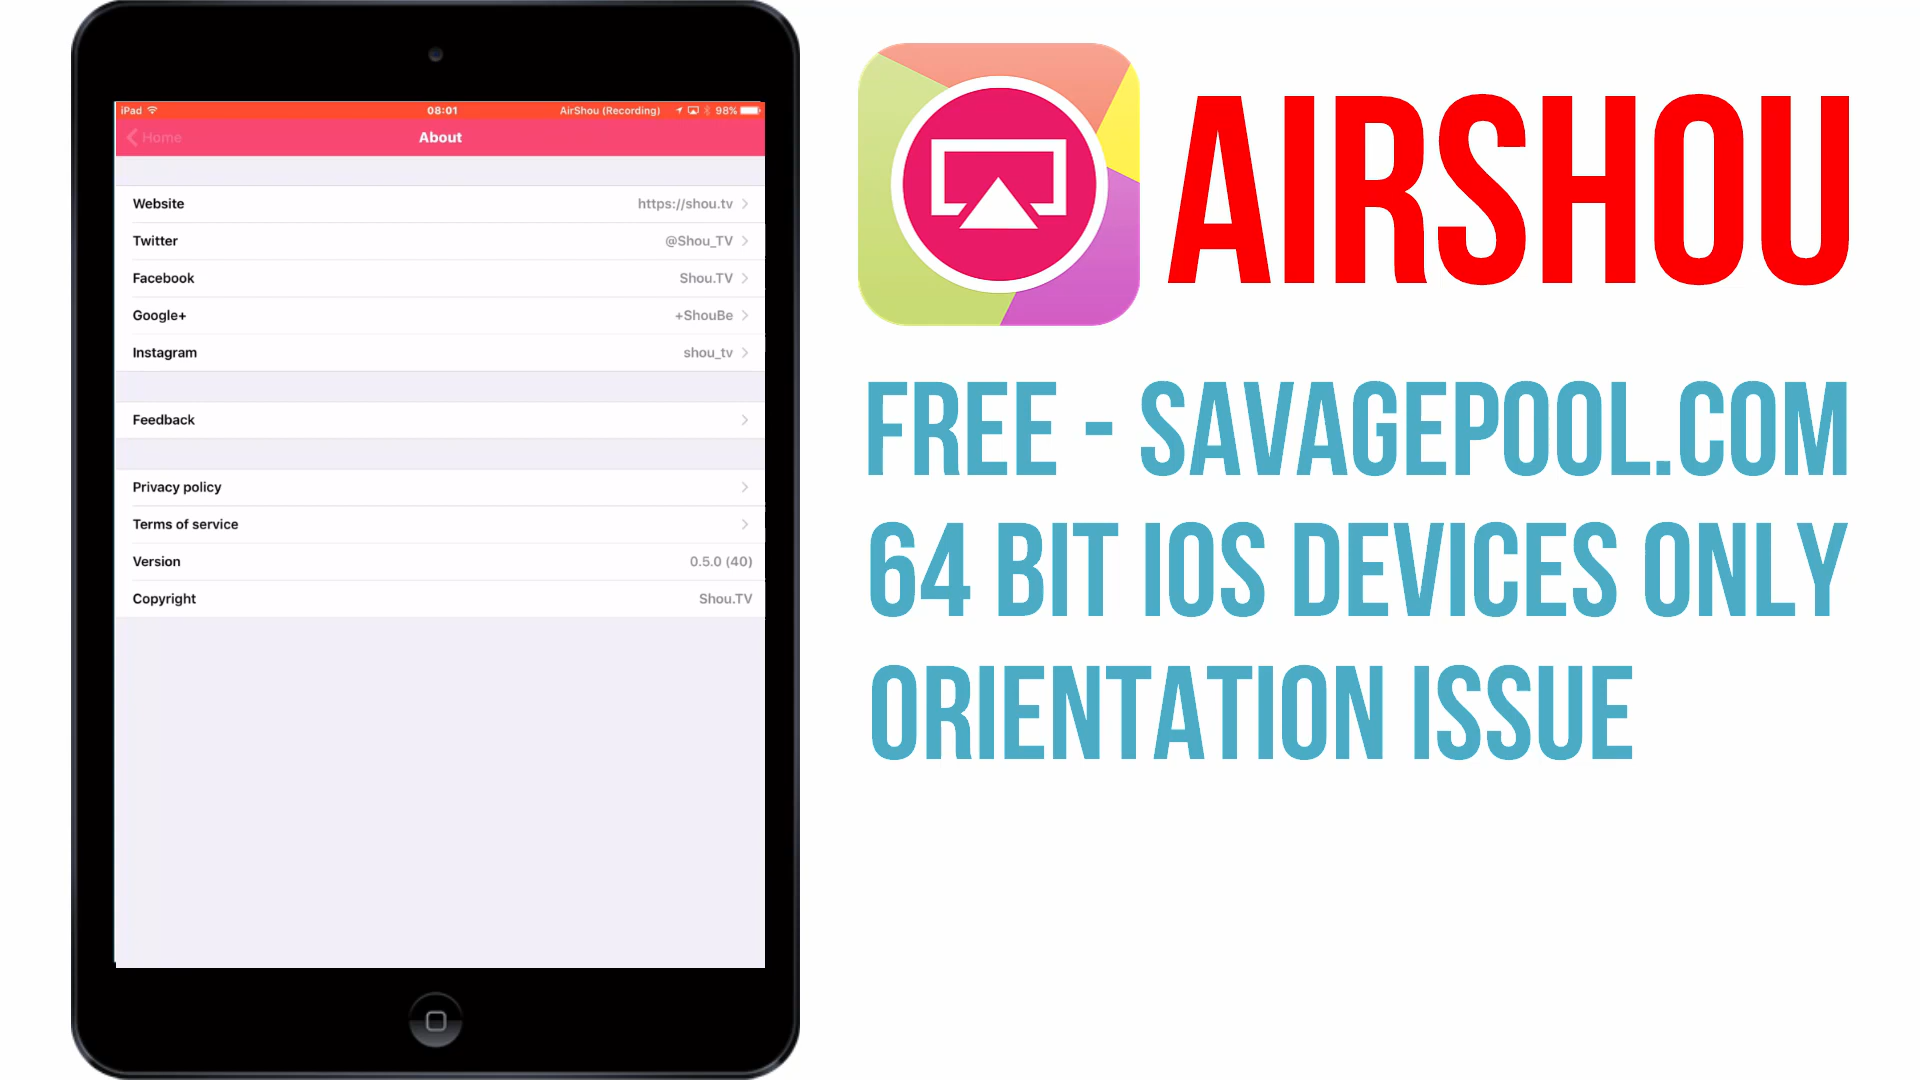 iPad 08:01 AirShou (Recording) 98%
Home About
Website https://shou.tv
Twitter @Shou_TV
Facebook Shou.TV
Google+ +ShouBe
Instagram shou_tv
Feedback
Privacy policy
Terms of service
Version 0.5.0 (40)
Copyright Shou.TV
AIRSHOU
FREE - SAVAGEPOOL.COM
64 BIT IOS DEVICES ONLY
ORIENTATION ISSUE